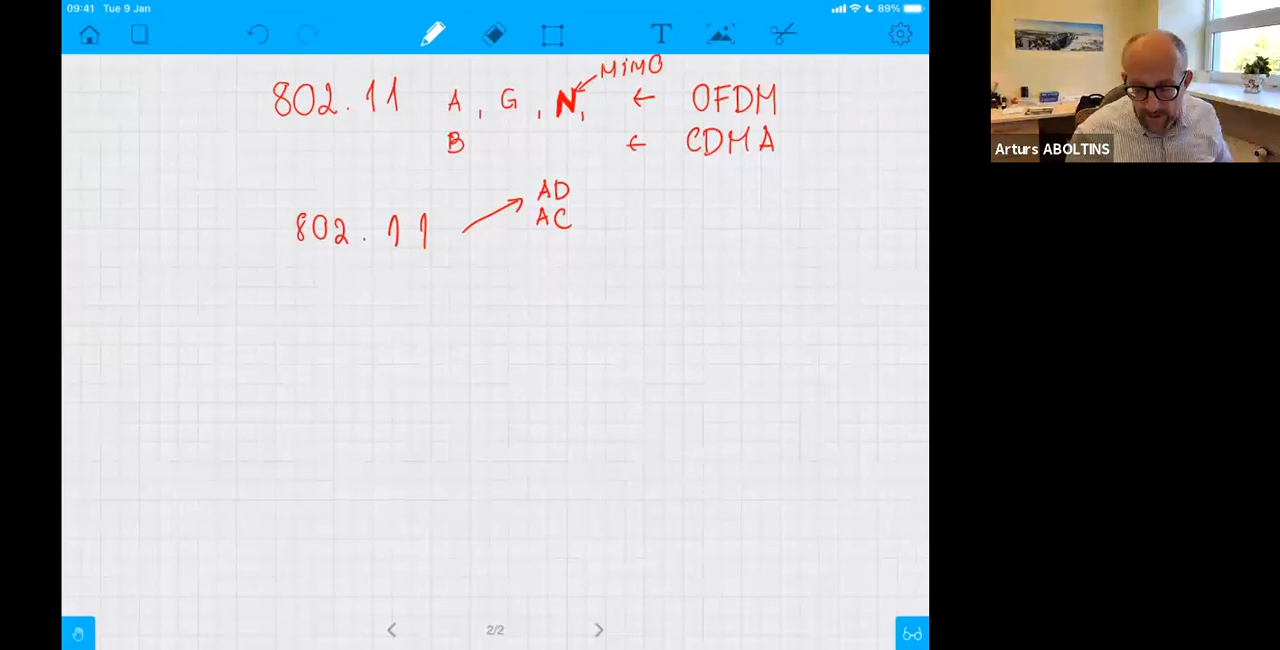 09:41 Tue 9 Jan 89%
T
MiMO
802.11 A, G, N, ← OFDM
B ← CDMA
AD
802.11 → AC
Arturs ABOLTINS
2/2